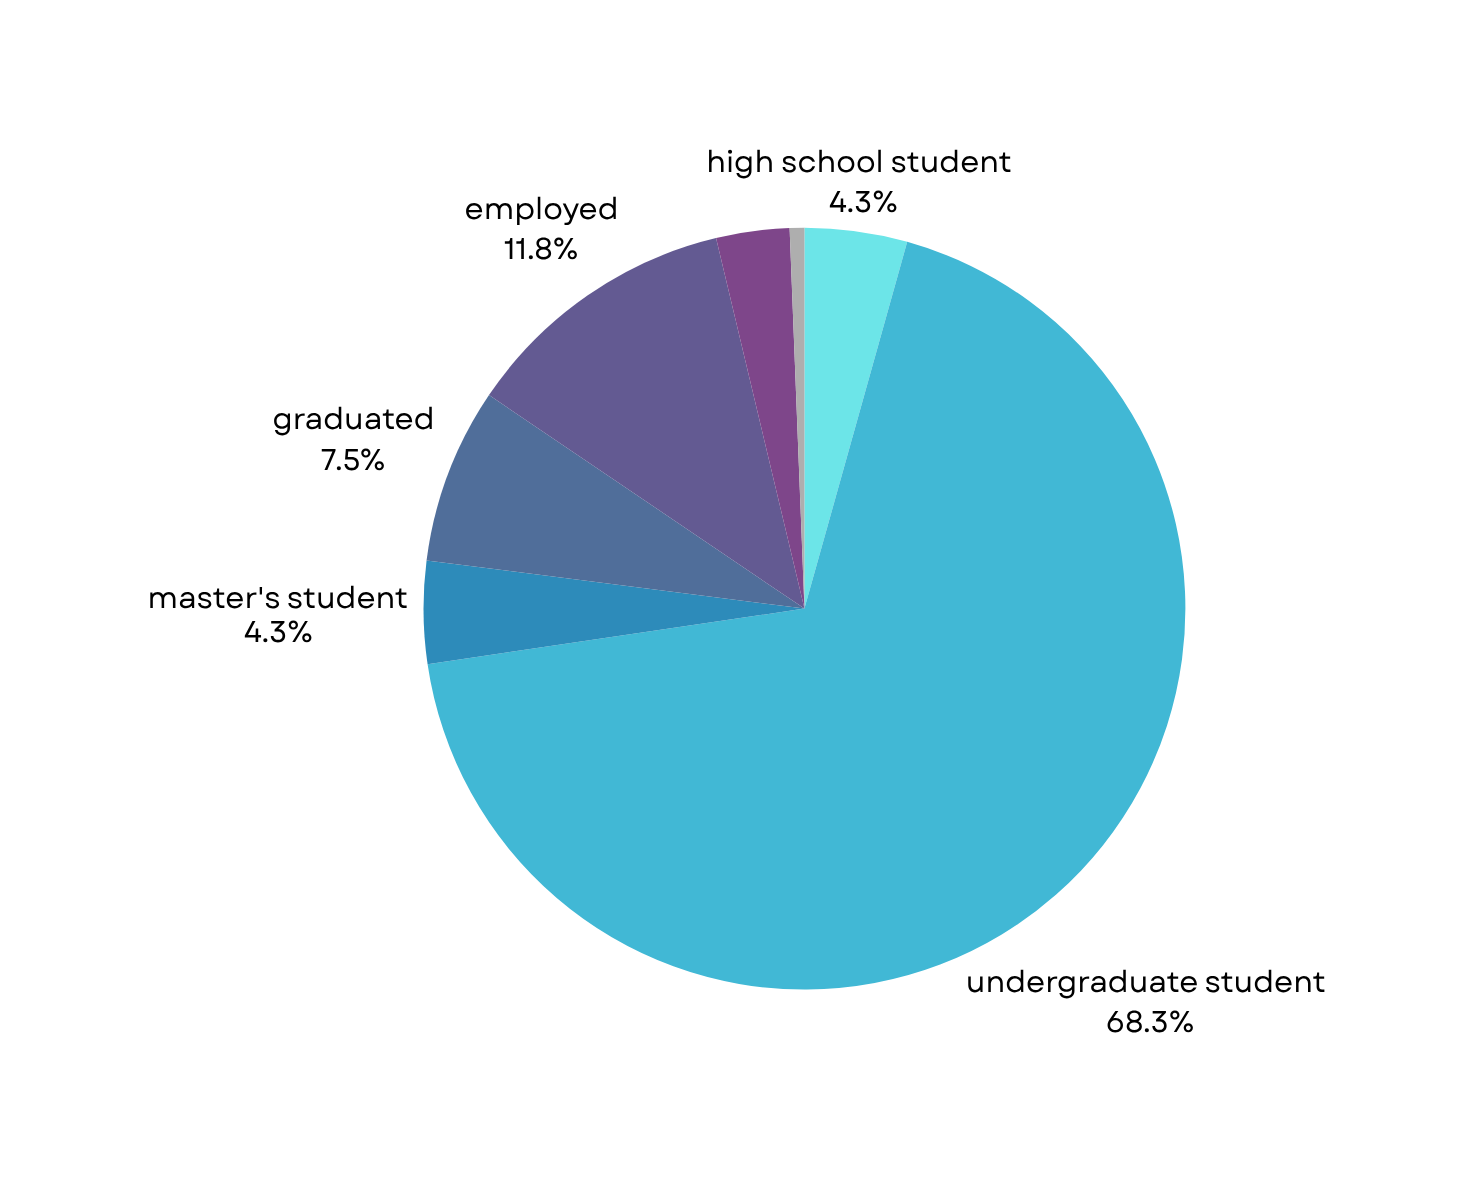 high school student
4.3%
employed
11.8%
graduated
7.5%
master's student
4.3%
undergraduate student
68.3%